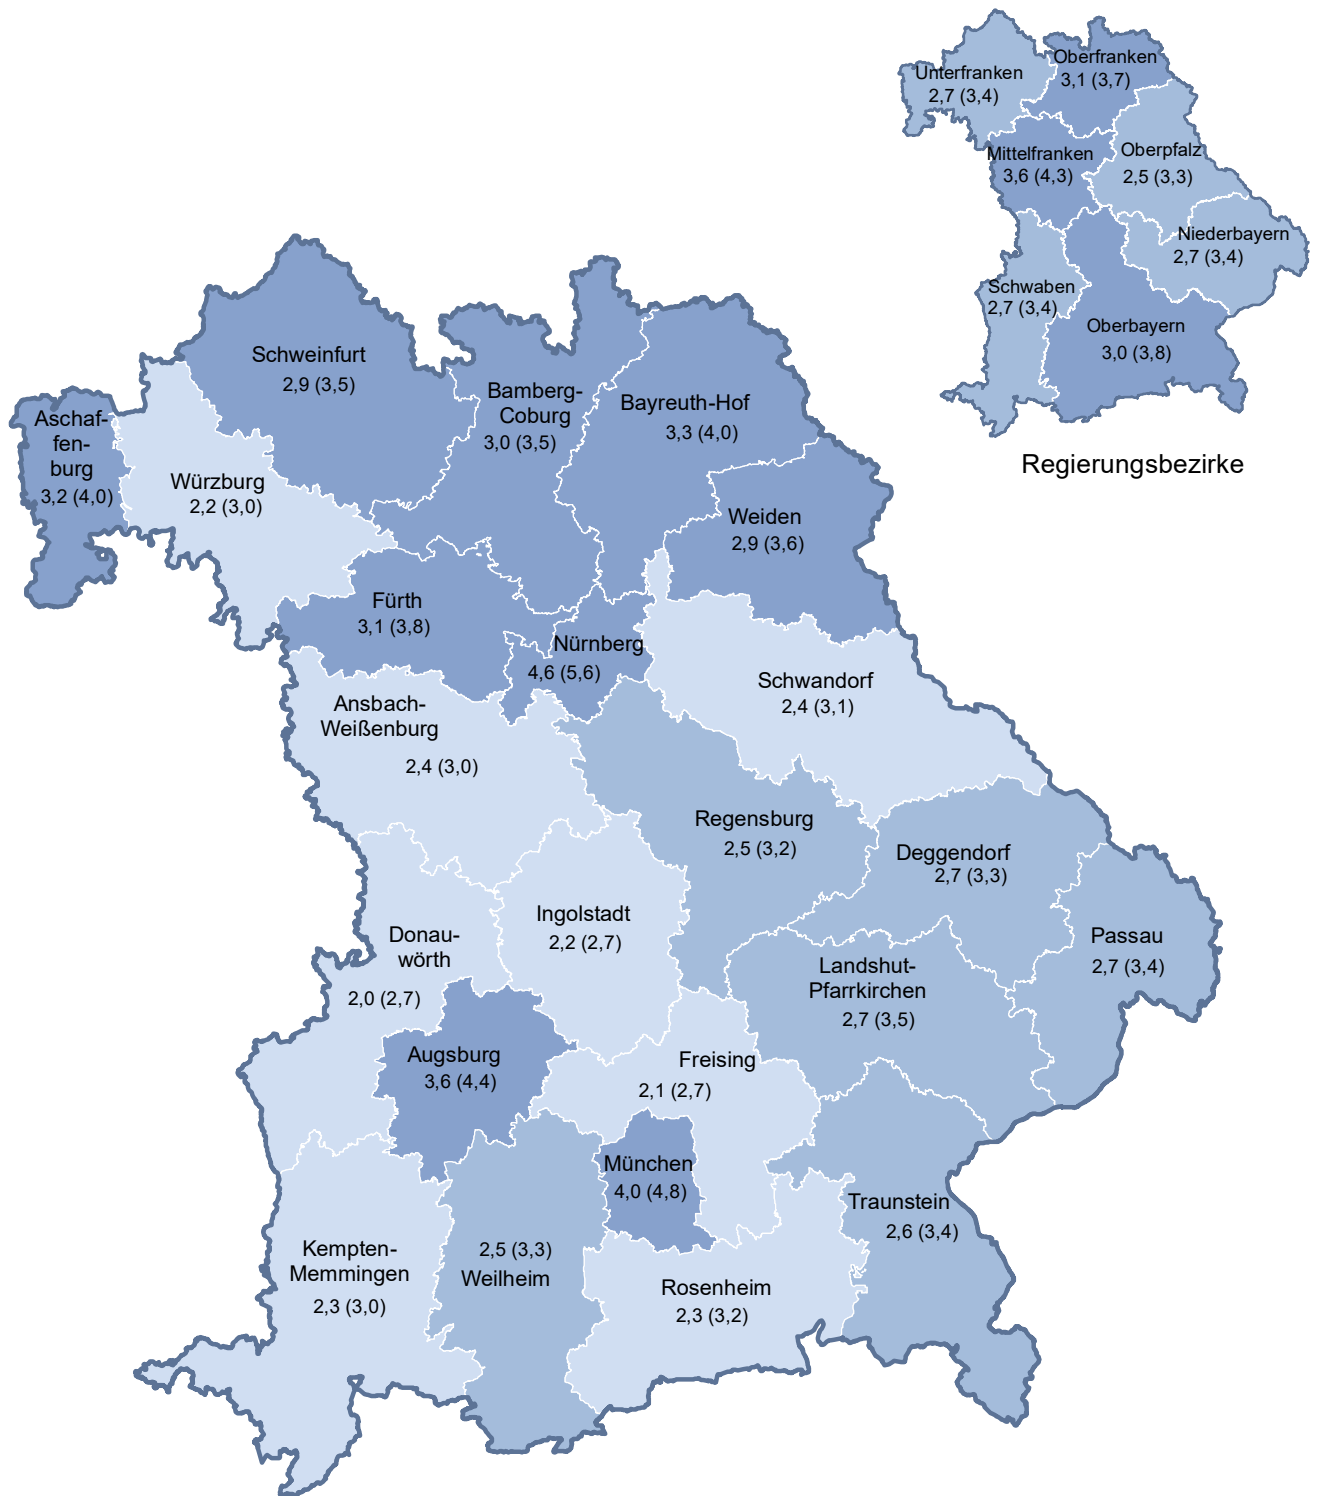 Unterfranken
2,7 (3,4)
Oberfranken
3,1 (3,7)
Mittelfranken
3,6 (4,3)
Oberpfalz
2,5 (3,3)
Niederbayern
2,7 (3,4)
Schwaben
2,7 (3,4)
Oberbayern
3,0 (3,8)
Regierungsbezirke
Schweinfurt
2,9 (3,5)
Bamberg-
Coburg
3,0 (3,5)
Bayreuth-Hof
3,3 (4,0)
Aschaf-
fen-
burg
3,2 (4,0)
Würzburg
2,2 (3,0)
Weiden
2,9 (3,6)
Fürth
3,1 (3,8)
Nürnberg
4,6 (5,6)
Schwandorf
2,4 (3,1)
Ansbach-
Weißenburg
2,4 (3,0)
Regensburg
2,5 (3,2)
Deggendorf
2,7 (3,3)
Ingolstadt
2,2 (2,7)
Donau-
wörth
2,0 (2,7)
Passau
2,7 (3,4)
Landshut-
Pfarrkirchen
2,7 (3,5)
Augsburg
3,6 (4,4)
Freising
2,1 (2,7)
München
4,0 (4,8)
Traunstein
2,6 (3,4)
Kempten-
Memmingen
2,3 (3,0)
2,5 (3,3)
Weilheim
Rosenheim
2,3 (3,2)